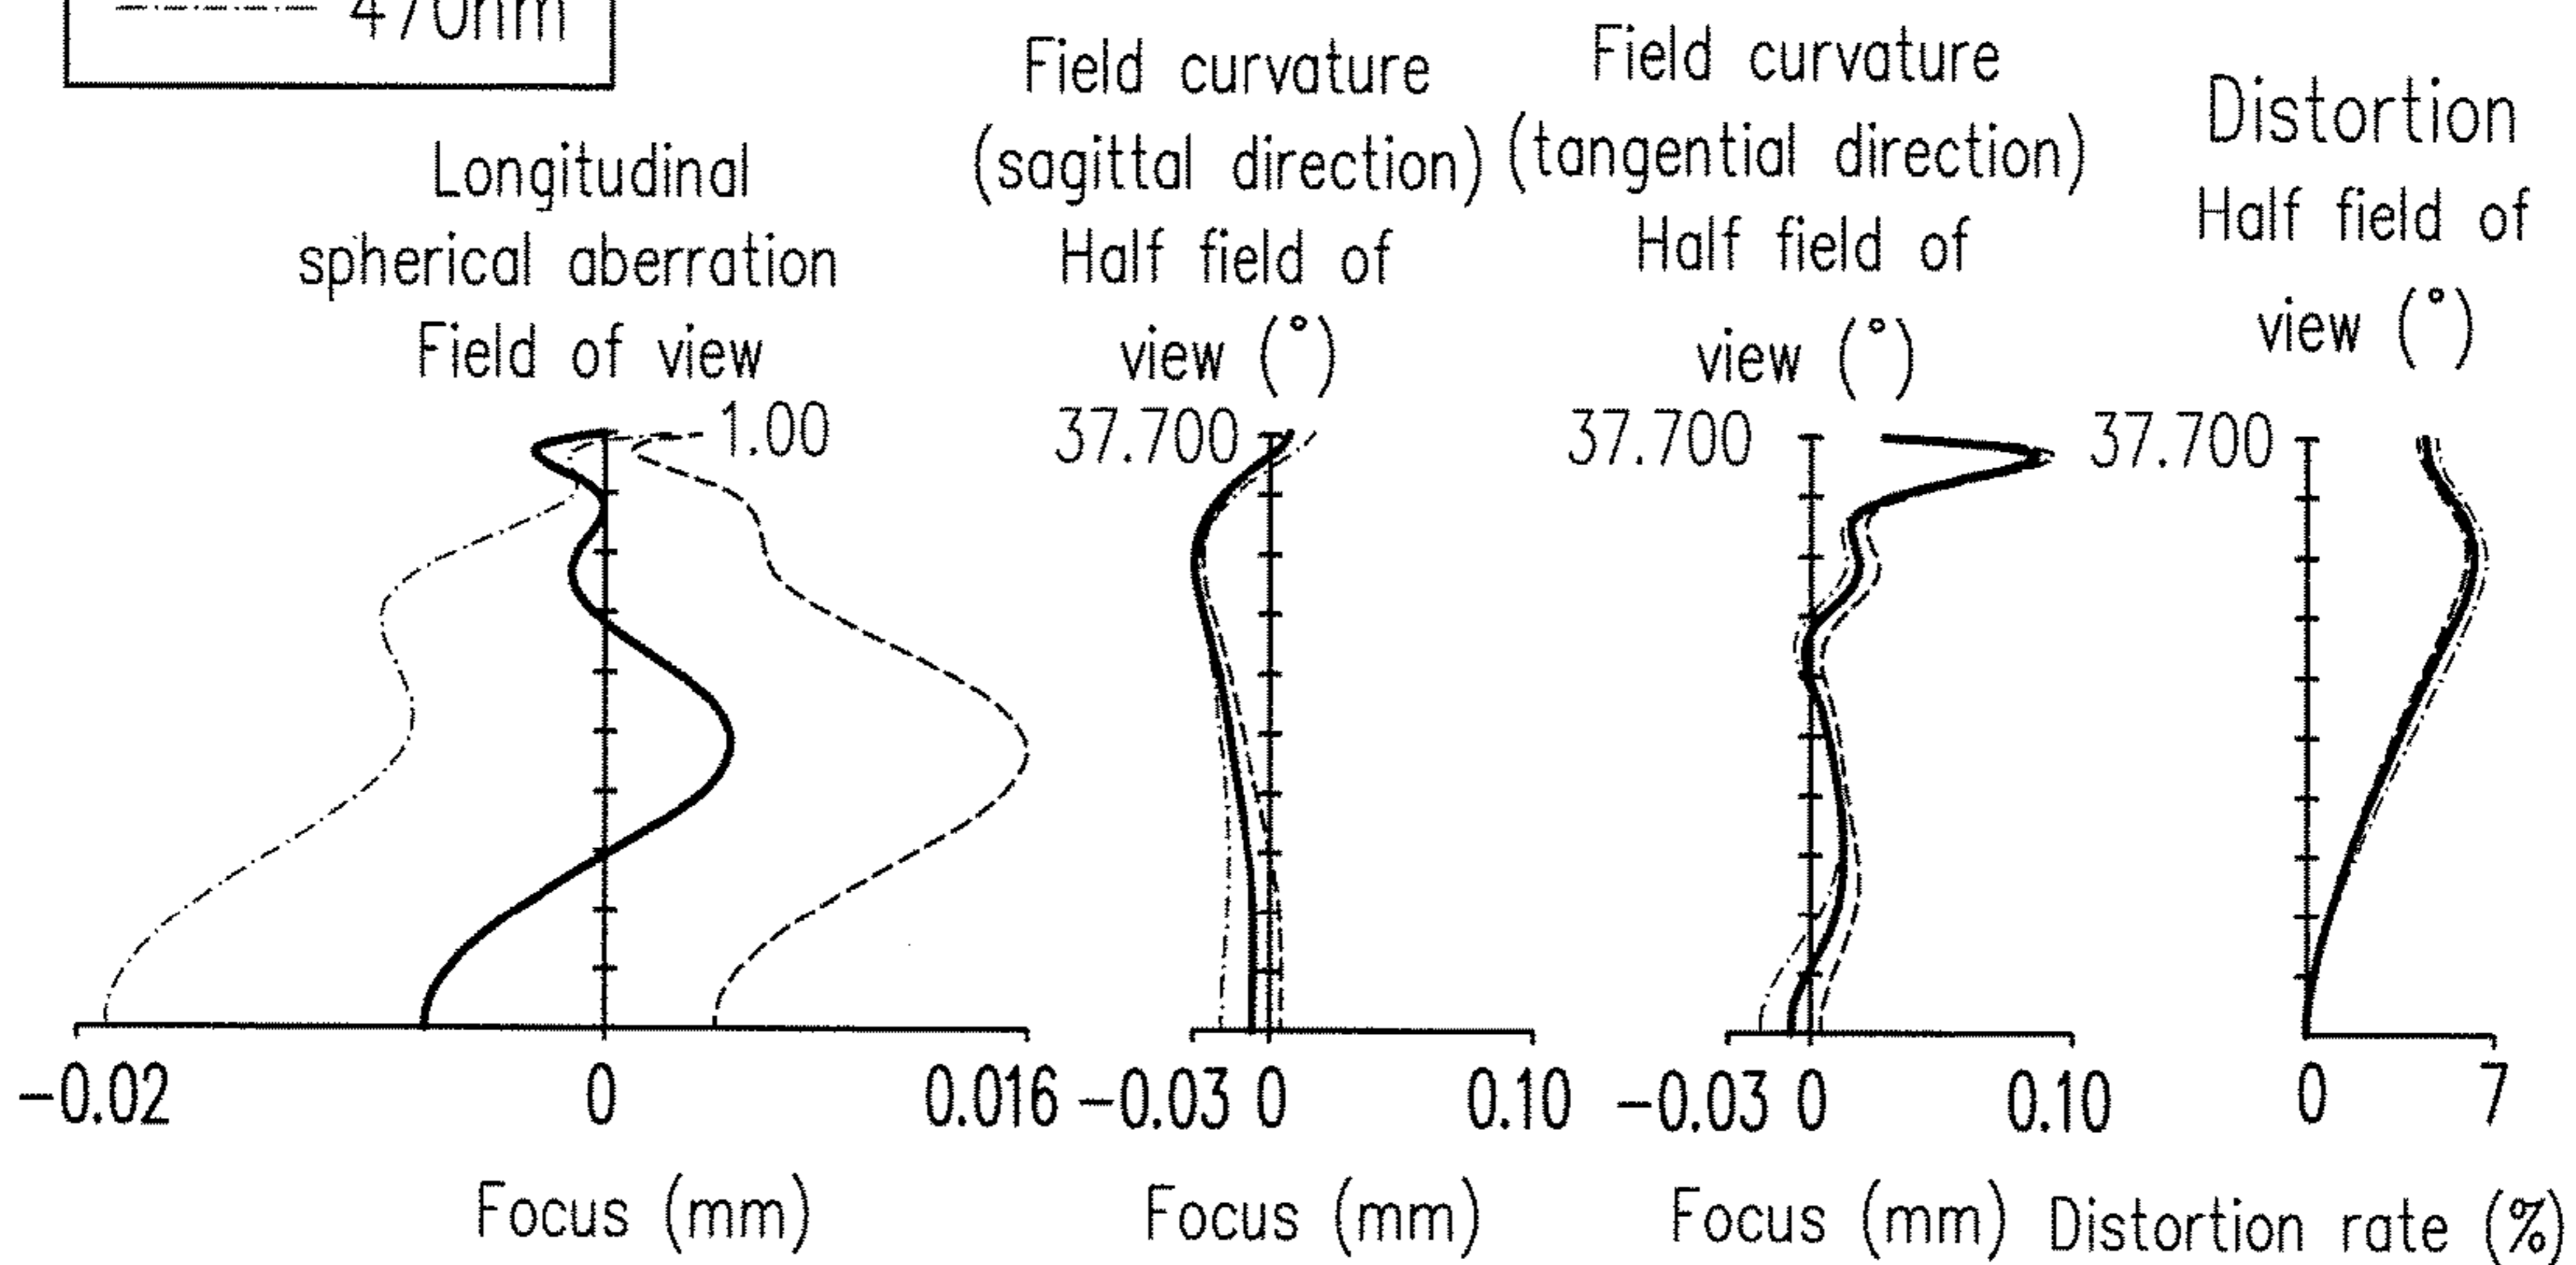 470nm
Longitudinal
spherical aberration
Field of view
1.00
-0.02 0 0.016
Focus (mm)
Field curvature
(sagittal direction)
Half field of
view (°)
37.700
-0.03 0 0.10
Focus (mm)
Field curvature
(tangential direction)
Half field of
view (°)
37.700
-0.03 0 0.10
Focus (mm)
Distortion
Half field of
view (°)
37.700
0 7
Distortion rate (%)